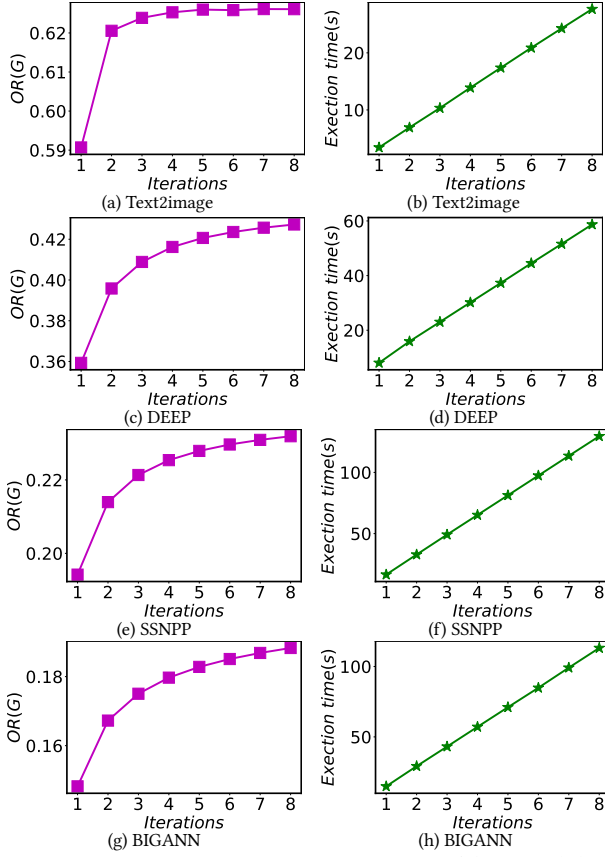 OR(G)
0.62
0.61
0.60
0.59
1 2 3 4 5 6 7 8
Iterations
(a) Text2image
Exection time(s)
20
10
1 2 3 4 5 6 7 8
Iterations
(b) Text2image
OR(G)
0.42
0.40
0.38
0.36
1 2 3 4 5 6 7 8
Iterations
(c) DEEP
Exection time(s)
60
40
20
1 2 3 4 5 6 7 8
Iterations
(d) DEEP
OR(G)
0.22
0.20
1 2 3 4 5 6 7 8
Iterations
(e) SSNPP
Exection time(s)
100
50
1 2 3 4 5 6 7 8
Iterations
(f) SSNPP
OR(G)
0.18
0.16
1 2 3 4 5 6 7 8
Iterations
(g) BIGANN
Exection time(s)
100
50
1 2 3 4 5 6 7 8
Iterations
(h) BIGANN